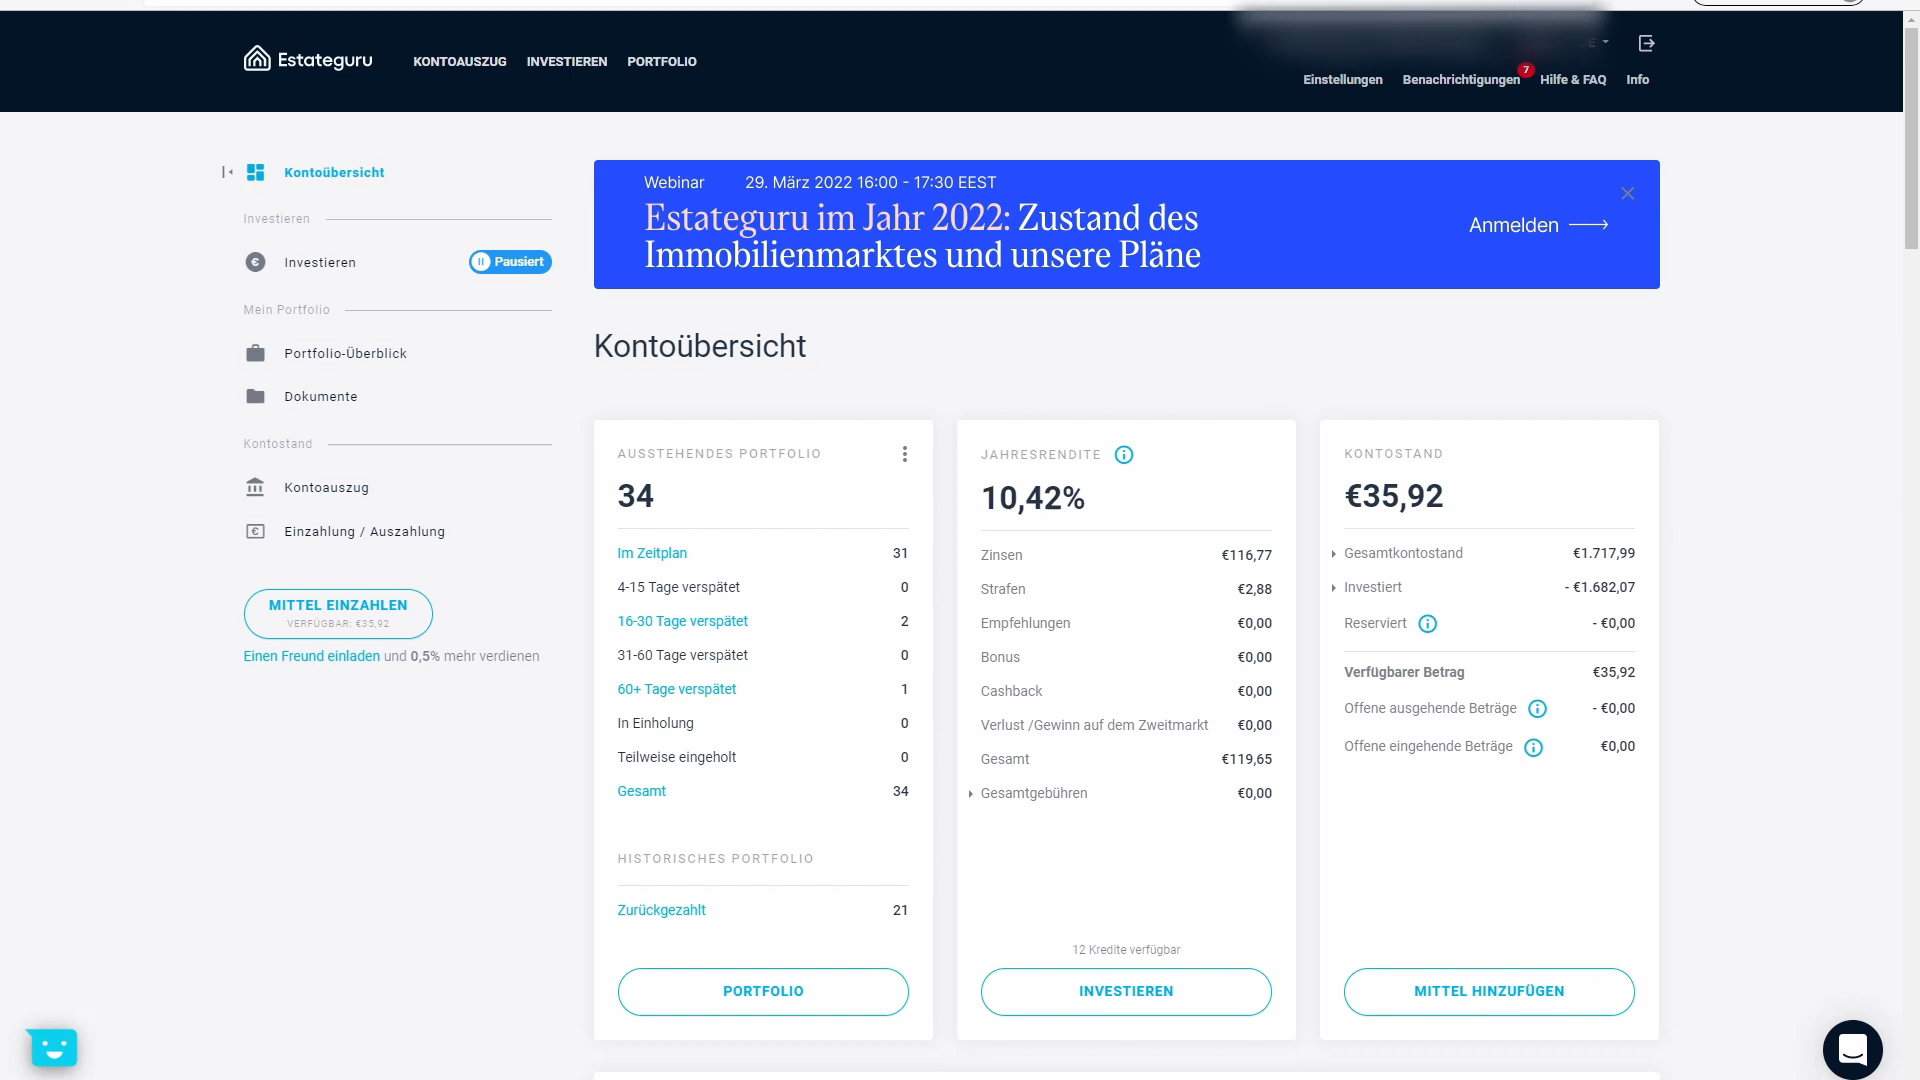 Estateguru
KONTOAUSZUG INVESTIEREN PORTFOLIO
Einstellungen Benachrichtigungen 7 Hilfe & FAQ Info
Kontoübersicht
Investieren
€ Investieren Pausiert
Mein Portfolio
Portfolio-Überblick
Dokumente
Kontostand
Kontoauszug
€ Einzahlung / Auszahlung
MITTEL EINZAHLEN
VERFÜGBAR: €35,92
Einen Freund einladen und 0,5% mehr verdienen
Webinar 29. März 2022 16:00 - 17:30 EEST
Estateguru im Jahr 2022: Zustand des
Immobilienmarktes und unsere Pläne
Anmelden
Kontoübersicht
AUSSTEHENDES PORTFOLIO
34
Im Zeitplan 31
4-15 Tage verspätet 0
16-30 Tage verspätet 2
31-60 Tage verspätet 0
60+ Tage verspätet 1
In Einholung 0
Teilweise eingeholt 0
Gesamt 34
HISTORISCHES PORTFOLIO
Zurückgezahlt 21
PORTFOLIO
JAHRESRENDITE
10,42%
Zinsen €116,77
Strafen €2,88
Empfehlungen €0,00
Bonus €0,00
Cashback €0,00
Verlust /Gewinn auf dem Zweitmarkt €0,00
Gesamt €119,65
Gesamtgebühren €0,00
12 Kredite verfügbar
INVESTIEREN
KONTOSTAND
€35,92
Gesamtkontostand €1.717,99
Investiert - €1.682,07
Reserviert - €0,00
Verfügbarer Betrag €35,92
Offene ausgehende Beträge - €0,00
Offene eingehende Beträge €0,00
MITTEL HINZUFÜGEN